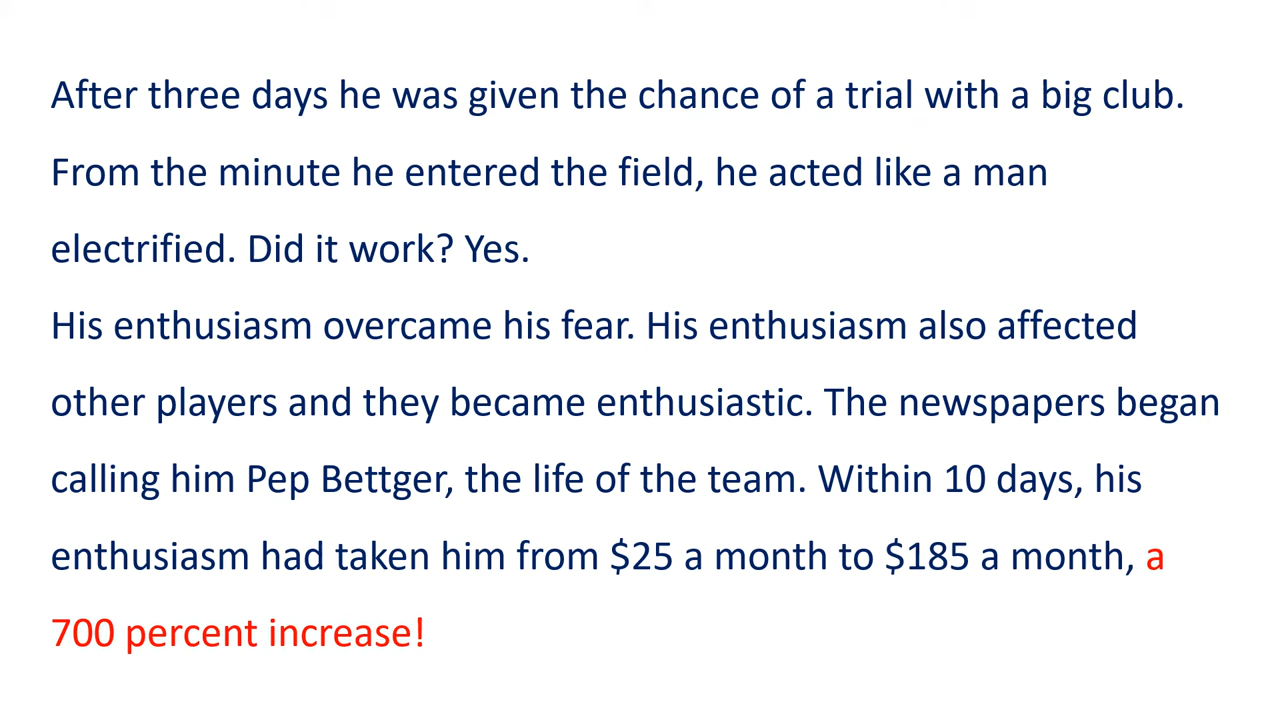 After three days he was given the chance of a trial with a big club.
From the minute he entered the field, he acted like a man
electrified. Did it work? Yes.
His enthusiasm overcame his fear. His enthusiasm also affected
other players and they became enthusiastic. The newspapers began
calling him Pep Bettger, the life of the team. Within 10 days, his
enthusiasm had taken him from $25 a month to $185 a month, a
700 percent increase!